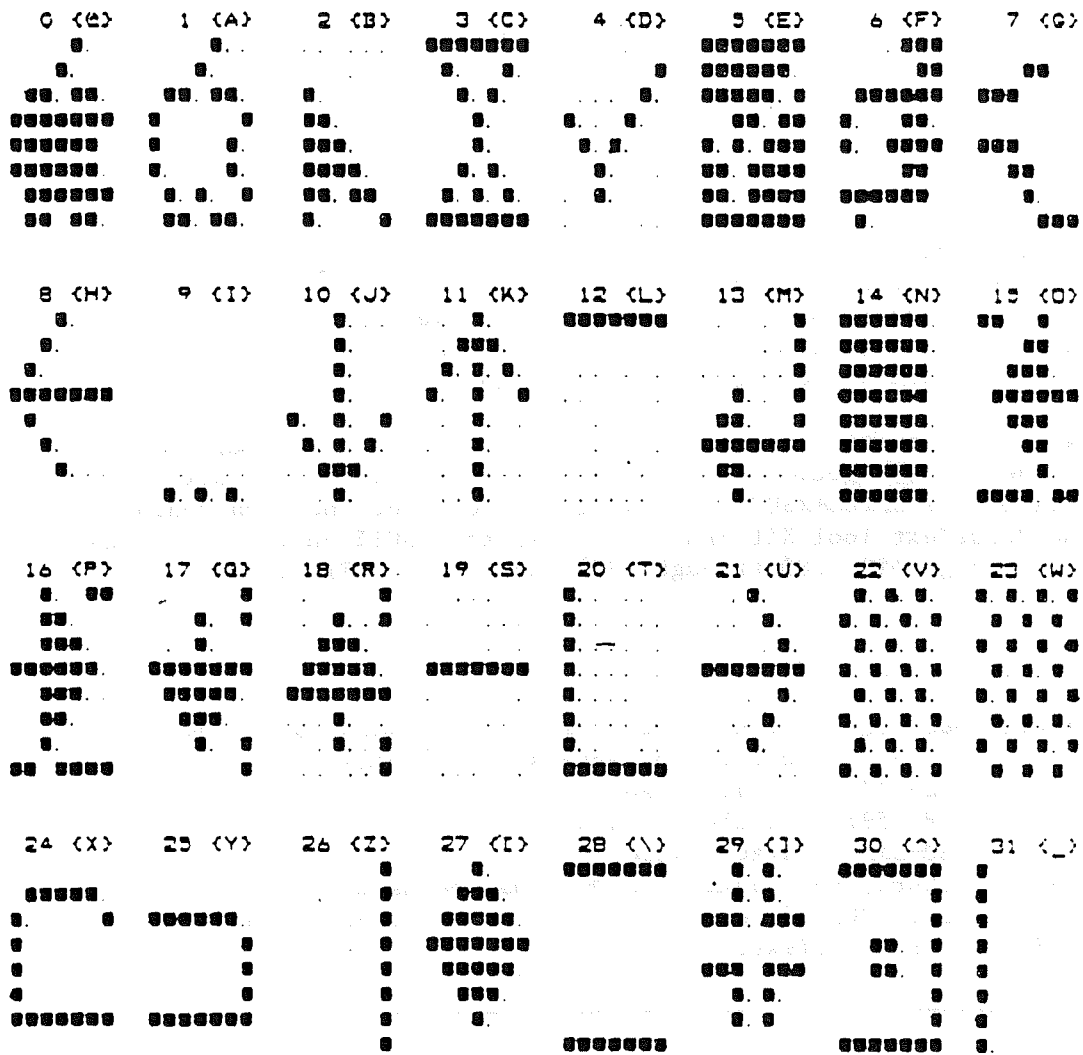 0 <@> 1 <A> 2 <B> 3 <C> 4 <D> 5 <E> 6 <F> 7 <G>
8 <H> 9 <I> 10 <J> 11 <K> 12 <L> 13 <M> 14 <N> 15 <O>
16 <P> 17 <Q> 18 <R> 19 <S> 20 <T> 21 <U> 22 <V> 23 <W>
24 <X> 25 <Y> 26 <Z> 27 <[> 28 <\> 29 <]> 30 <^> 31 <_>